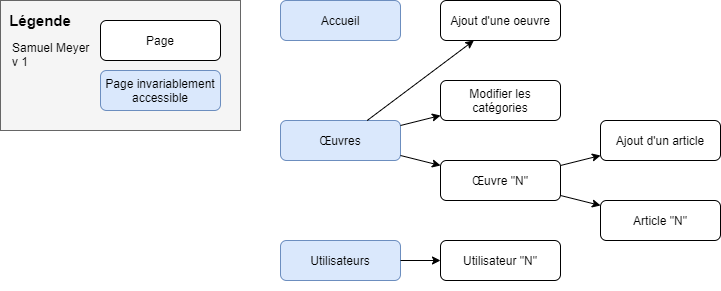 Légende
Samuel Meyer
v 1
Page
Page invariablement
accessible
Accueil
Ajout d'une oeuvre
Modifier les
catégories
Œuvres
Ajout d'un article
Œuvre "N"
Article "N"
Utilisateurs
Utilisateur "N"